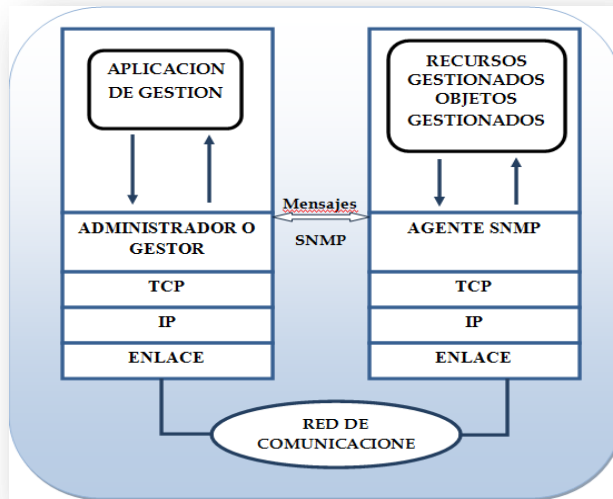 APLICACION
DE GESTION
ADMINISTRADOR O
GESTOR
TCP
IP
ENLACE
Mensajes
SNMP
RECURSOS
GESTIONADOS
OBJETOS
GESTIONADOS
AGENTE SNMP
TCP
IP
ENLACE
RED DE
COMUNICACIONE